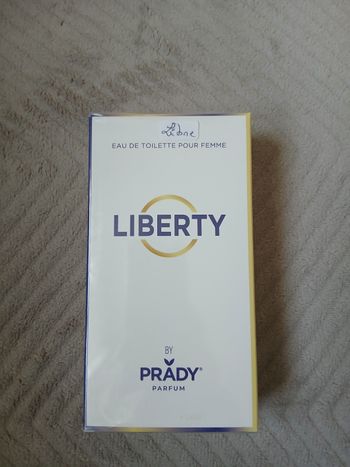 EAU DE TOILETTE POUR FEMME
LIBERTY
BY
PRADY®
PARFUM